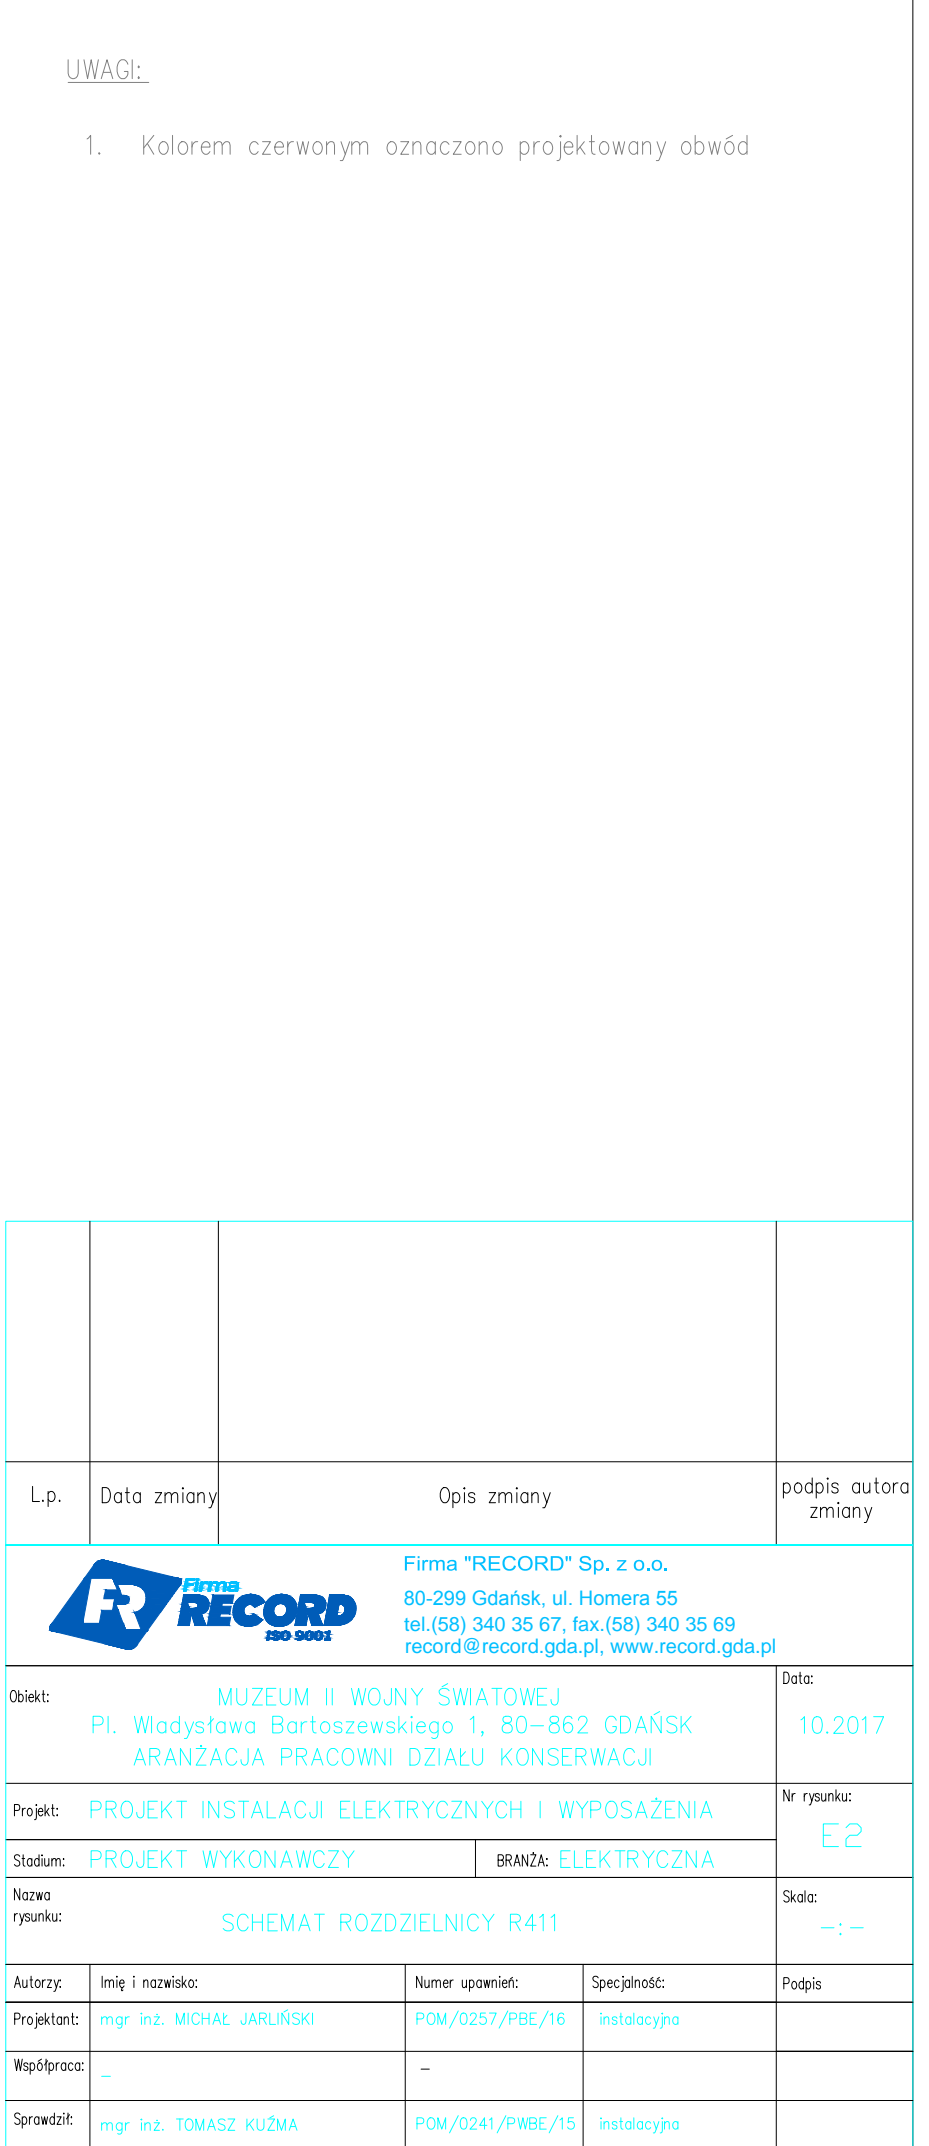 UWAGI:
1. Kolorem czerwonym oznaczono projektowany obwód
L.p. Data zmiany Opis zmiany podpis autora
zmiany
FR Firma
RECORD
ISO 9001
Firma "RECORD" Sp. z o.o.
80-299 Gdańsk, ul. Homera 55
tel.(58) 340 35 67, fax.(58) 340 35 69
record@record.gda.pl, www.record.gda.pl
Obiekt: MUZEUM II WOJNY ŚWIATOWEJ
Pl. Wladysława Bartoszewskiego 1, 80-862 GDAŃSK
ARANŻACJA PRACOWNI DZIAŁU KONSERWACJI
Data:
10.2017
Projekt: PROJEKT INSTALACJI ELEKTRYCZNYCH I WYPOSAŻENIA
Nr rysunku:
E2
Stadium: PROJEKT WYKONAWCZY BRANŻA: ELEKTRYCZNA
Nazwa
rysunku: SCHEMAT ROZDZIELNICY R411
Skala:
-:-
Autorzy: Imię i nazwisko: Numer upawnień: Specjalność: Podpis
Projektant: mgr inż. MICHAŁ JARLIŃSKI POM/0257/PBE/16 instalacyjna
Współpraca: - -
Sprawdził: mgr inż. TOMASZ KUŹMA POM/0241/PWBE/15 instalacyjna